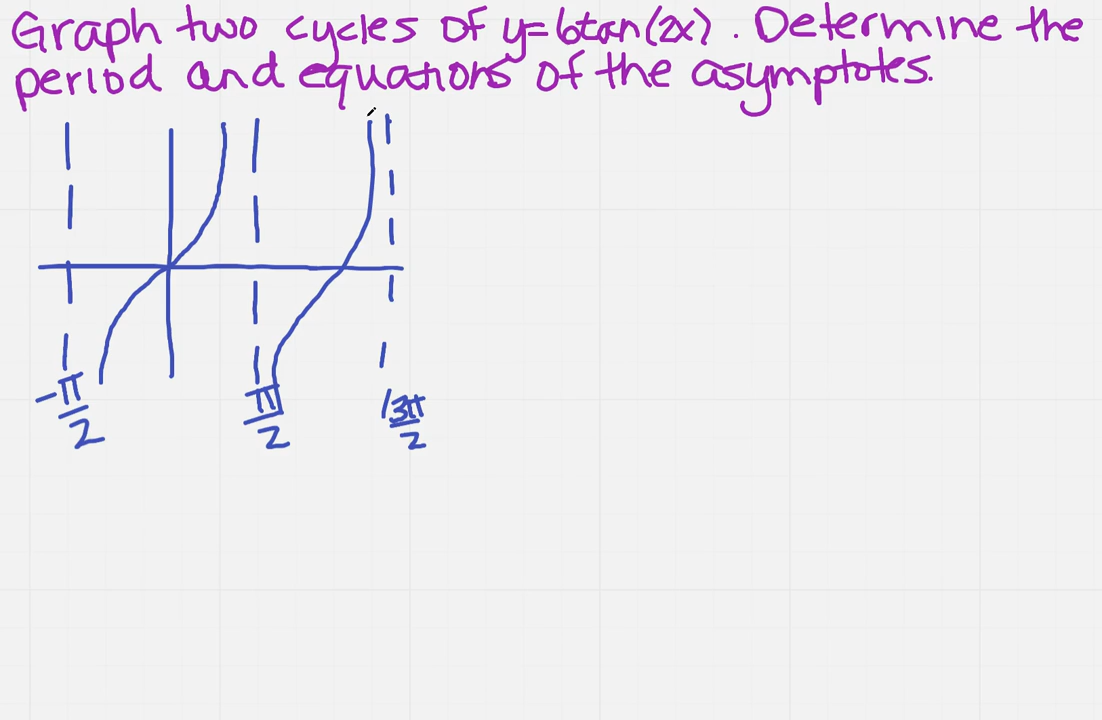 Graph two cycles of y=6tan(2x). Determine the
period and equations of the asymptotes.
-π/2 π/2 3π/2